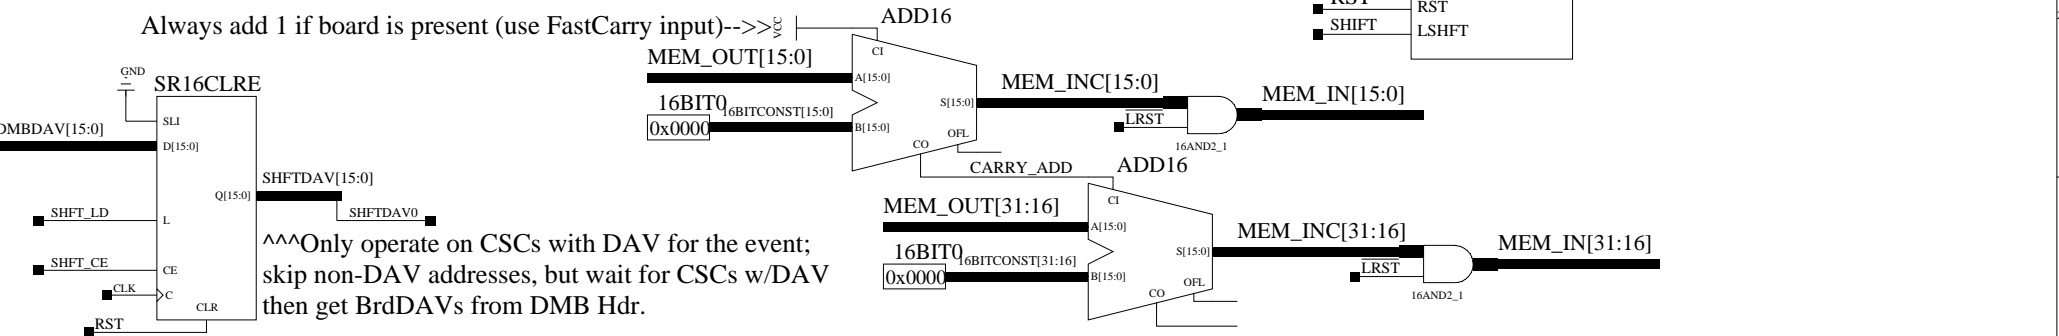 Always add 1 if board is present (use FastCarry input)-->>
VCC
ADD16
CI
MEM_OUT[15:0]
A[15:0]
16BIT0
16BITCONST[15:0]
0x0000
B[15:0]
S[15:0]
OFL
CO
MEM_INC[15:0]
LRST
16AND2_1
MEM_IN[15:0]
RST
RST
SHIFT
LSHFT
GND
SR16CLRE
SLI
DMBDAV[15:0]
D[15:0]
SHFTDAV[15:0]
Q[15:0]
SHFT_LD
L
SHFTDAV0
SHFT_CE
CE
CLK
C
CLR
RST
^^^Only operate on CSCs with DAV for the event;
skip non-DAV addresses, but wait for CSCs w/DAV
then get BrdDAVs from DMB Hdr.
CARRY_ADD
ADD16
CI
MEM_OUT[31:16]
A[15:0]
16BIT0
16BITCONST[31:16]
0x0000
B[15:0]
S[15:0]
OFL
CO
MEM_INC[31:16]
LRST
16AND2_1
MEM_IN[31:16]